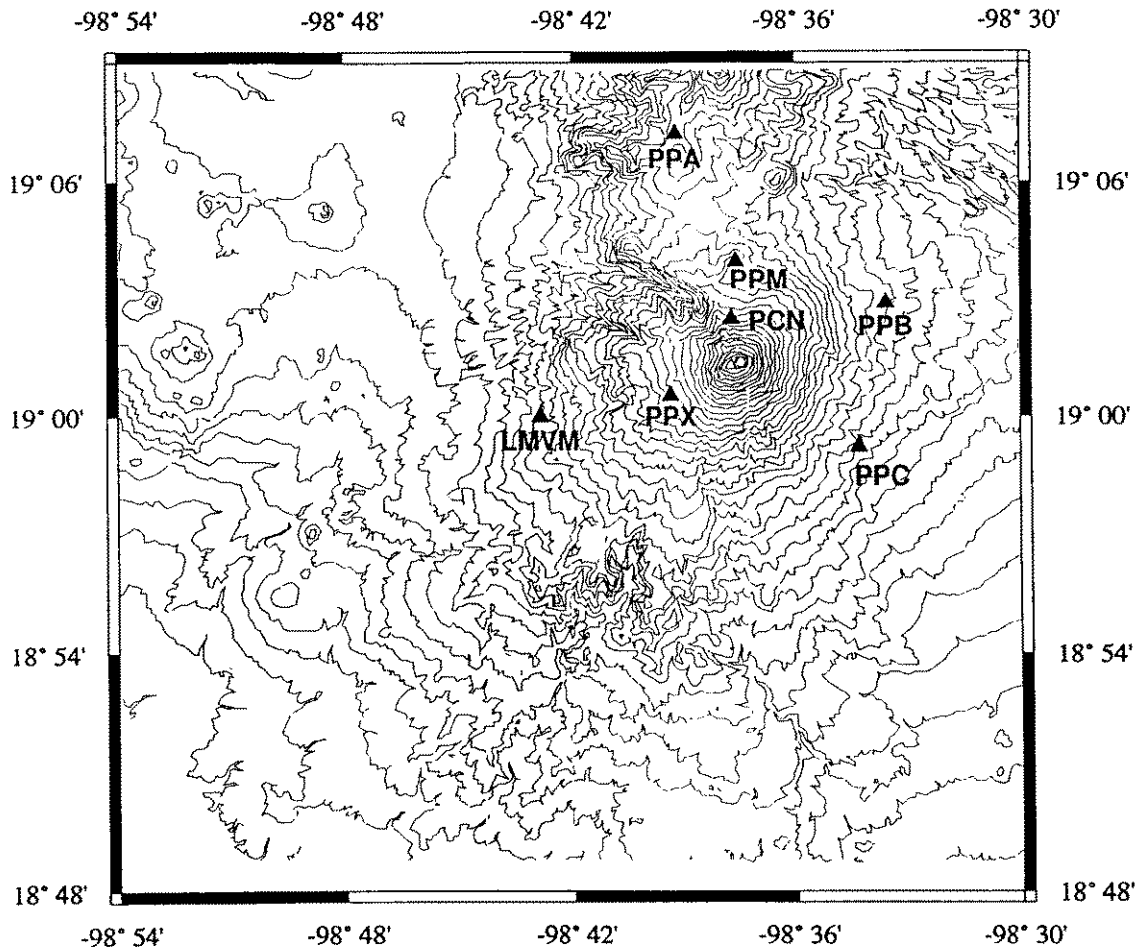 -98° 54' -98° 48' -98° 42' -98° 36' -98° 30'
PPA
19° 06' 19° 06'
PPM
PCN
PPB
PPX
19° 00' 19° 00'
LMVM
PPC
18° 54' 18° 54'
18° 48' 18° 48'
-98° 54' -98° 48' -98° 42' -98° 36' -98° 30'